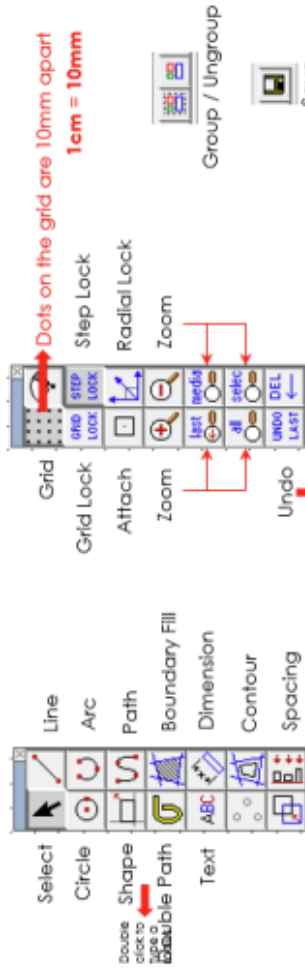 Dots on the grid are 10mm apart
1cm = 10mm
Grid
Grid Lock
GRID LOCK
STEP LOCK
Step Lock
Attach
Radial Lock
Zoom
Zoom
last
media
all
selec
Undo
UNDO LAST
DEL
Group / Ungroup
Select
Line
Circle
Arc
Shape
Path
Double click to type a
Double Path
Boundary Fill
Text
ABC
Dimension
Contour
Spacing